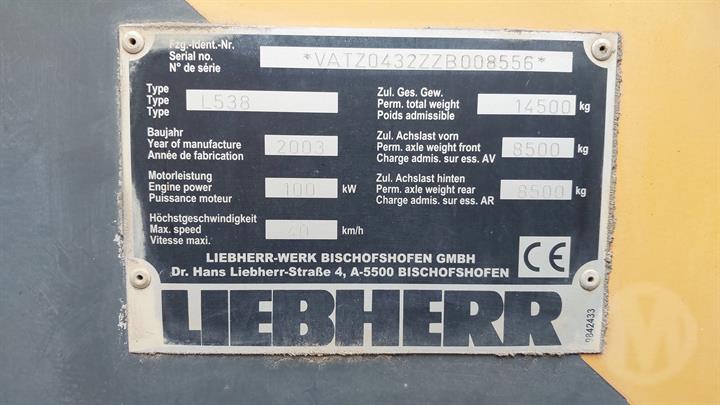 Fzg.-Ident.-Nr.
Serial no.
N° de série
*VATZ0432ZZB008556*
Type
Type
Type
L538
Baujahr
Year of manufacture
Année de fabrication
2003
Motorleistung
Engine power
Puissance moteur
100 kW
Höchstgeschwindigkeit
Max. speed
Vitesse maxi.
40 km/h
Zul. Ges. Gew.
Perm. total weight
Poids admissible
14500 kg
Zul. Achslast vorn
Perm. axle weight front
Charge admis. sur ess. AV
8500 kg
Zul. Achslast hinten
Perm. axle weight rear
Charge admis. sur ess. AR
8500 kg
LIEBHERR-WERK BISCHOFSHOFEN GMBH
Dr. Hans Liebherr-Straße 4, A-5500 BISCHOFSHOFEN
CE
LIEBHERR
9842433
M